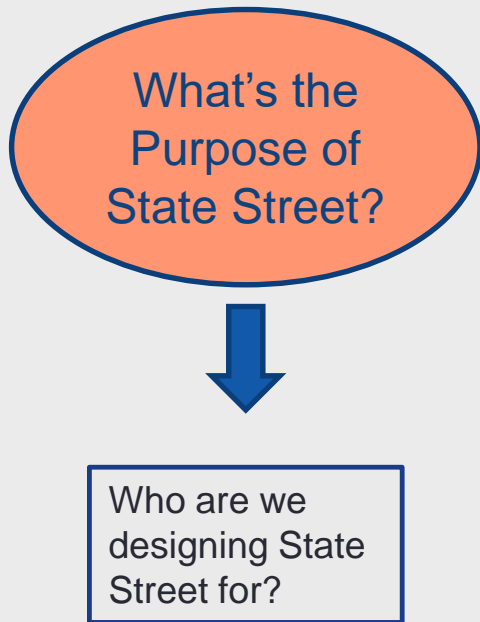 What’s the
Purpose of
State Street?
Who are we
designing State
Street for?